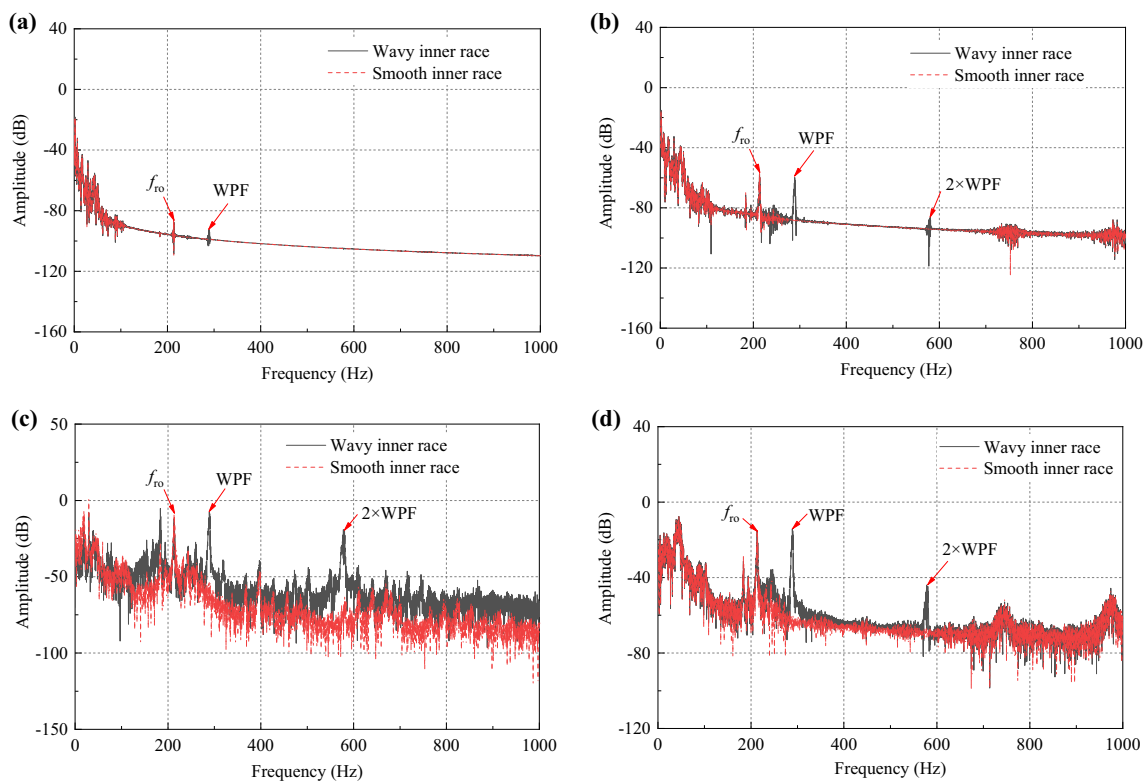 (a)
40
0
-40
-80
-120
-160
Amplitude (dB)
Wavy inner race
Smooth inner race
fro
WPF
0 200 400 600 800 1000
Frequency (Hz)
(b)
40
0
-40
-80
-120
-160
Amplitude (dB)
Wavy inner race
Smooth inner race
fro
WPF
2×WPF
0 200 400 600 800 1000
Frequency (Hz)
(c)
50
0
-50
-100
-150
Amplitude (dB)
Wavy inner race
Smooth inner race
fro
WPF
2×WPF
0 200 400 600 800 1000
Frequency (Hz)
(d)
40
0
-40
-80
-120
Amplitude (dB)
Wavy inner race
Smooth inner race
fro
WPF
2×WPF
0 200 400 600 800 1000
Frequency (Hz)